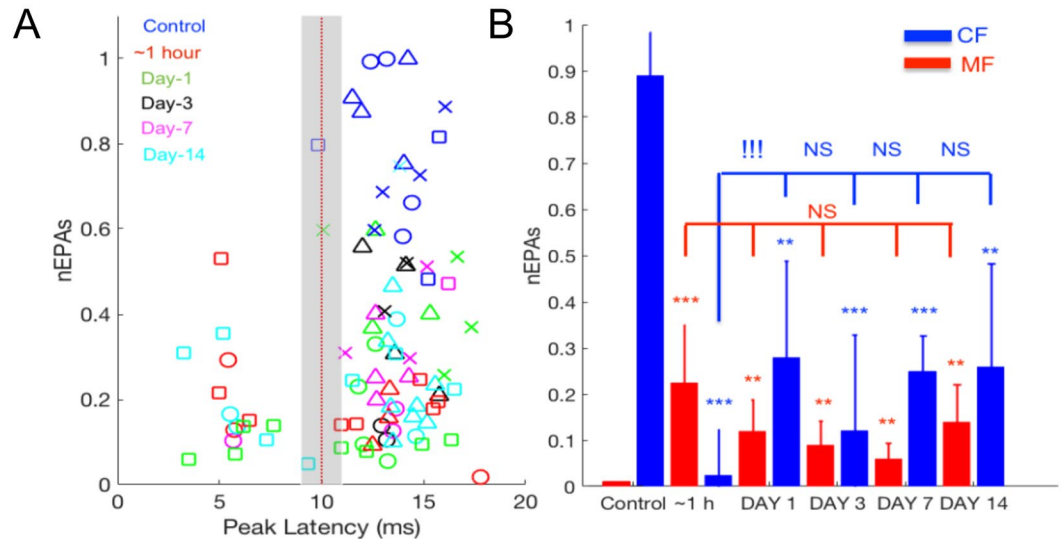 A
Control
~1 hour
Day-1
Day-3
Day-7
Day-14
nEPAs
1
0.8
0.6
0.4
0.2
0
0
5
10
15
20
Peak Latency (ms)
B
CF
MF
nEPAs
1
0.9
0.8
0.7
0.6
0.5
0.4
0.3
0.2
0.1
0
!!!
NS
NS
NS
NS
***
***
**
**
**
***
**
***
**
**
Control
~1 h
DAY 1
DAY 3
DAY 7
DAY 14